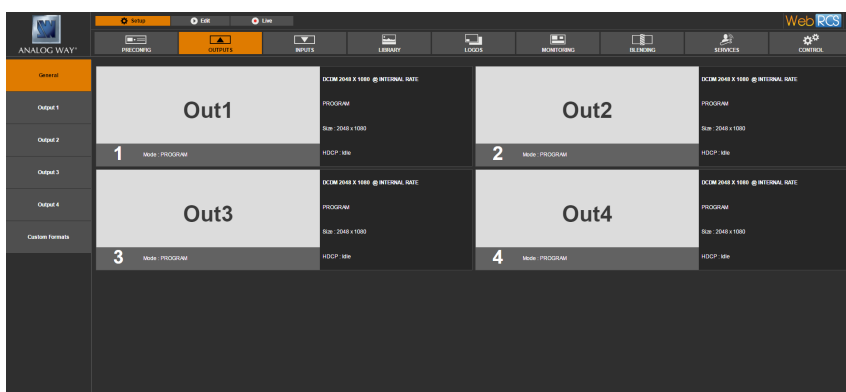 Setup
Edit
Live
Web RCS
ANALOG WAY®
PRECONFIG
OUTPUTS
INPUTS
LIBRARY
LOGOS
MONITORING
BLENDING
SERVICES
CONTROL
General
Output 1
Output 2
Output 3
Output 4
Custom Formats
Out1
1
Mode : PROGRAM
DCDM 2048 X 1080 @ INTERNAL RATE
PROGRAM
Size : 2048 x 1080
HDCP : Idle
Out2
2
Mode : PROGRAM
DCDM 2048 X 1080 @ INTERNAL RATE
PROGRAM
Size : 2048 x 1080
HDCP : Idle
Out3
3
Mode : PROGRAM
DCDM 2048 X 1080 @ INTERNAL RATE
PROGRAM
Size : 2048 x 1080
HDCP : Idle
Out4
4
Mode : PROGRAM
DCDM 2048 X 1080 @ INTERNAL RATE
PROGRAM
Size : 2048 x 1080
HDCP : Idle